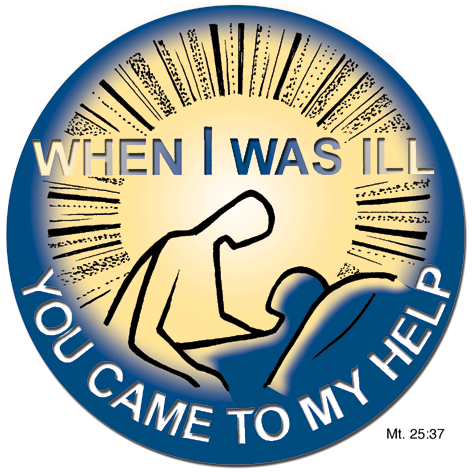 WHEN I WAS ILL
YOU CAME TO MY HELP
Mt. 25:37